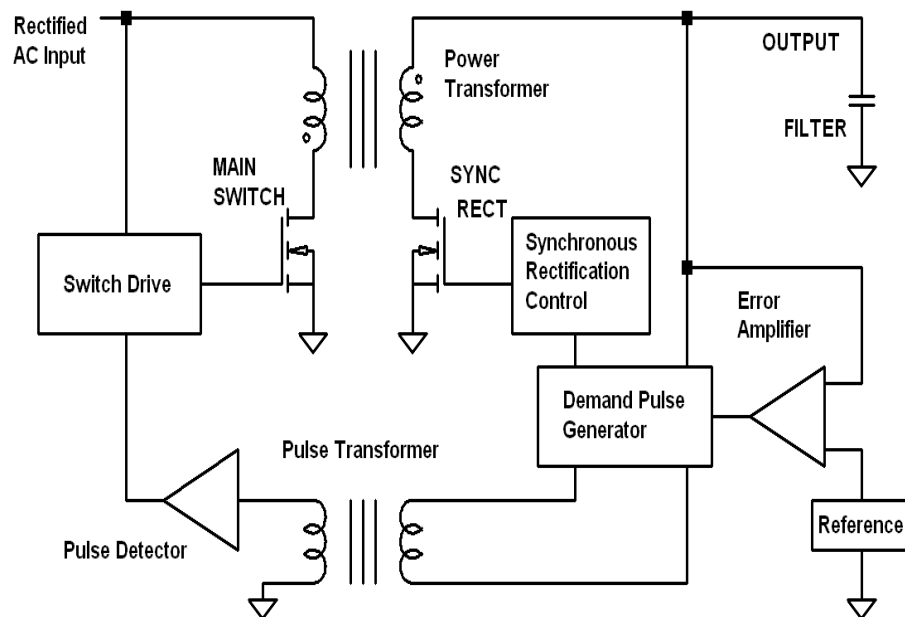 Rectified
AC Input
Power
Transformer
OUTPUT
FILTER
MAIN
SWITCH
SYNC
RECT
Switch Drive
Synchronous
Rectification
Control
Error
Amplifier
Demand Pulse
Generator
Pulse Transformer
Pulse Detector
Reference